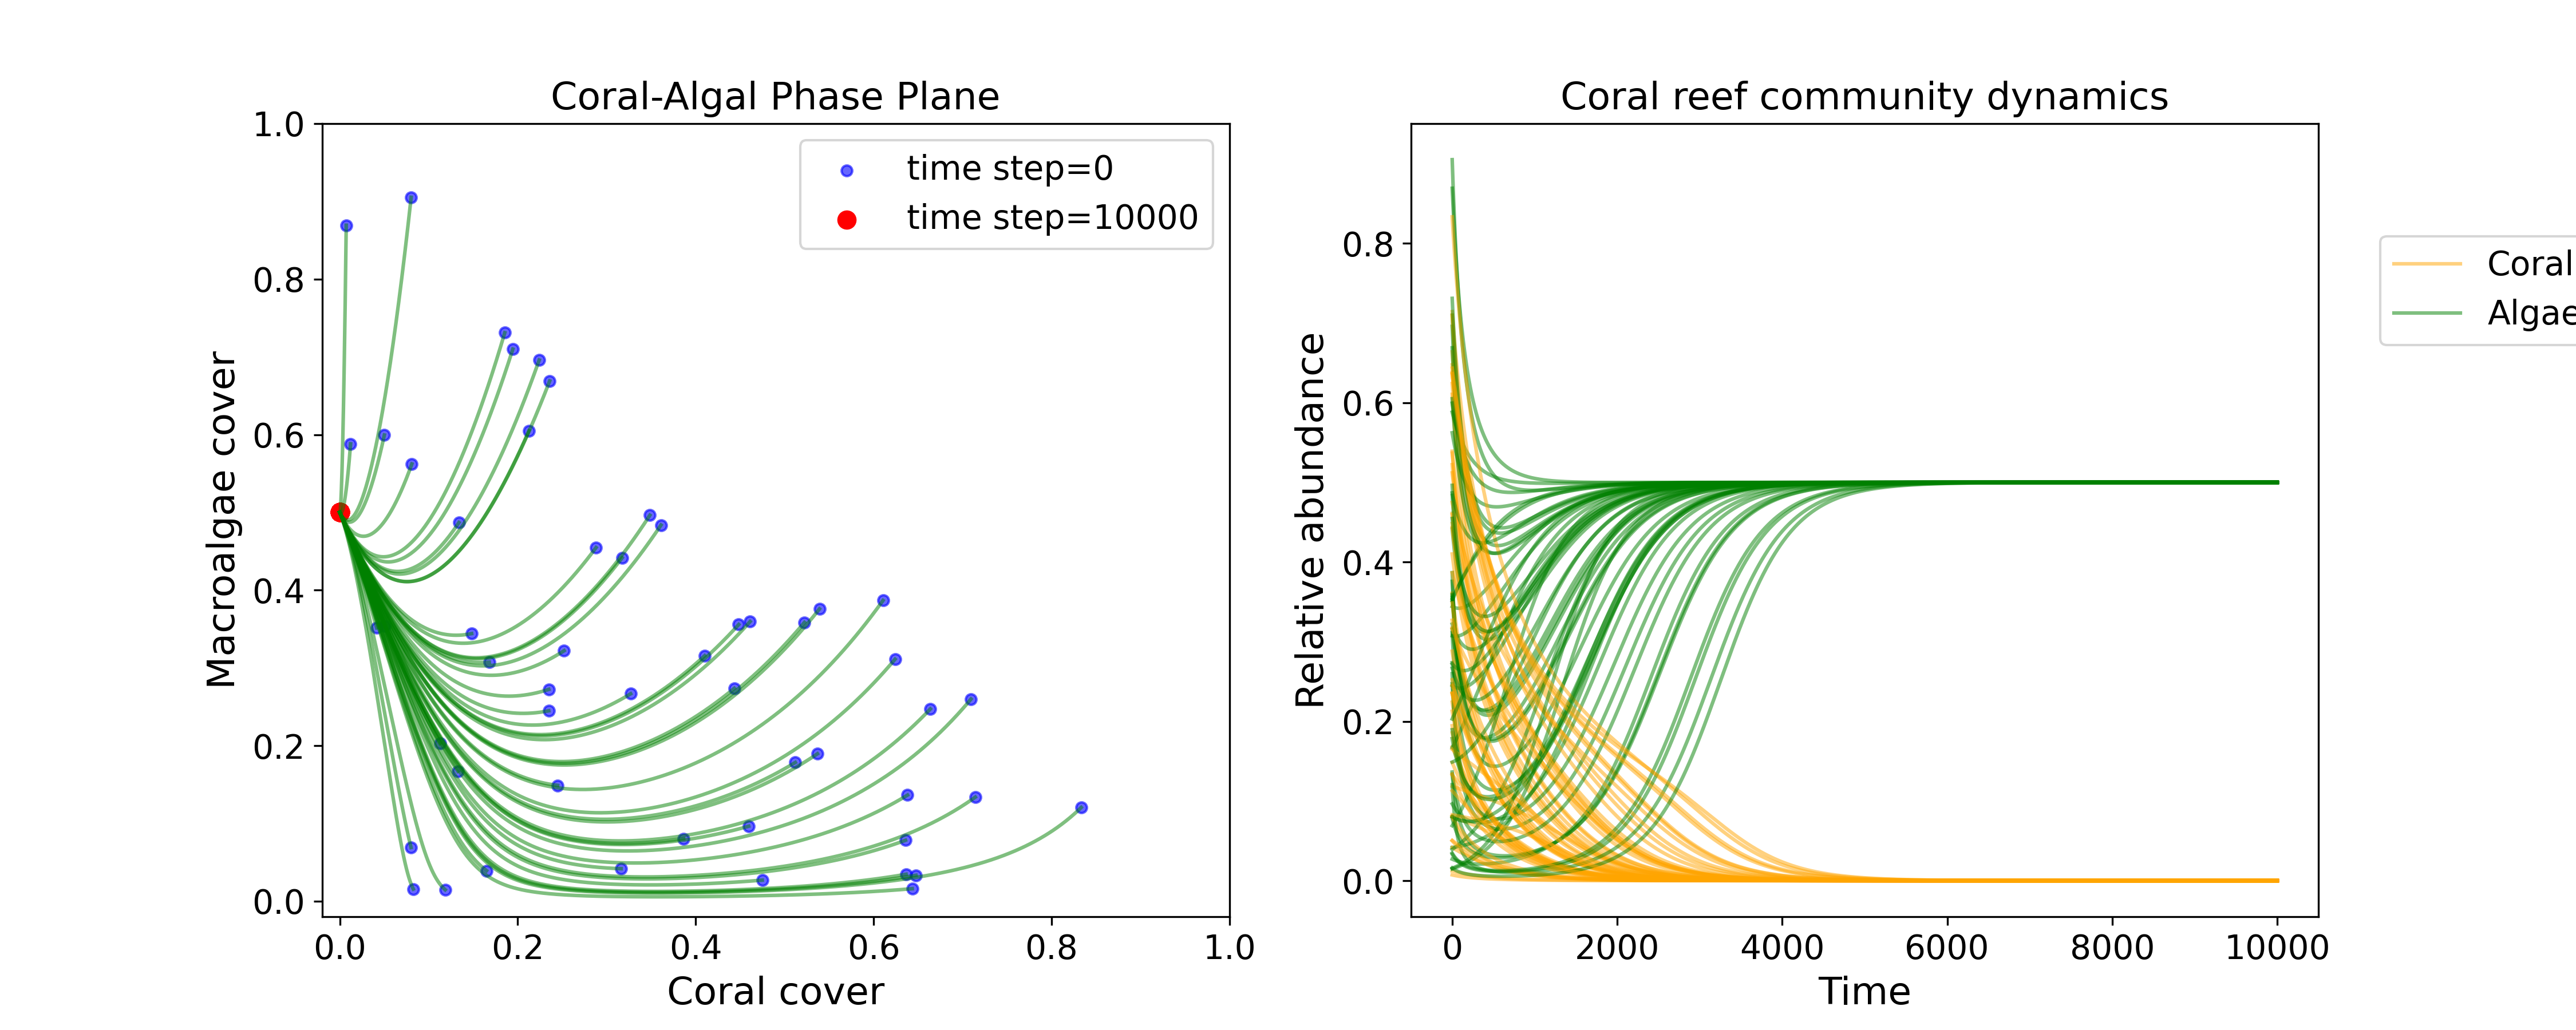 Coral-Algal Phase Plane
time step=0
time step=10000
1.0
0.8
0.6
0.4
0.2
0.0
Macroalgae cover
0.0 0.2 0.4 0.6 0.8 1.0
Coral cover
Coral reef community dynamics
0.8
0.6
0.4
0.2
0.0
Relative abundance
0 2000 4000 6000 8000 10000
Time
Coral
Algae